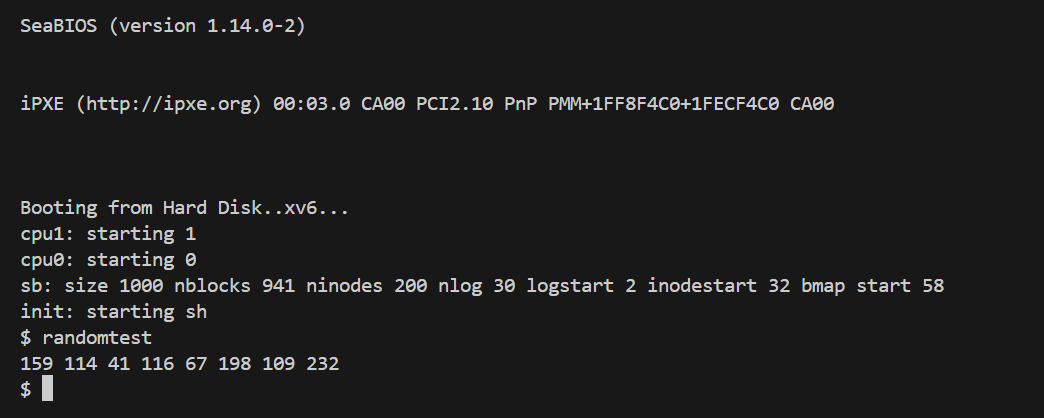 SeaBIOS (version 1.14.0-2)
iPXE (http://ipxe.org) 00:03.0 CA00 PCI2.10 PnP PMM+1FF8F4C0+1FECF4C0 CA00
Booting from Hard Disk..xv6...
cpu1: starting 1
cpu0: starting 0
sb: size 1000 nblocks 941 ninodes 200 nlog 30 logstart 2 inodestart 32 bmap start 58
init: starting sh
$ randomtest
159 114 41 116 67 198 109 232
$